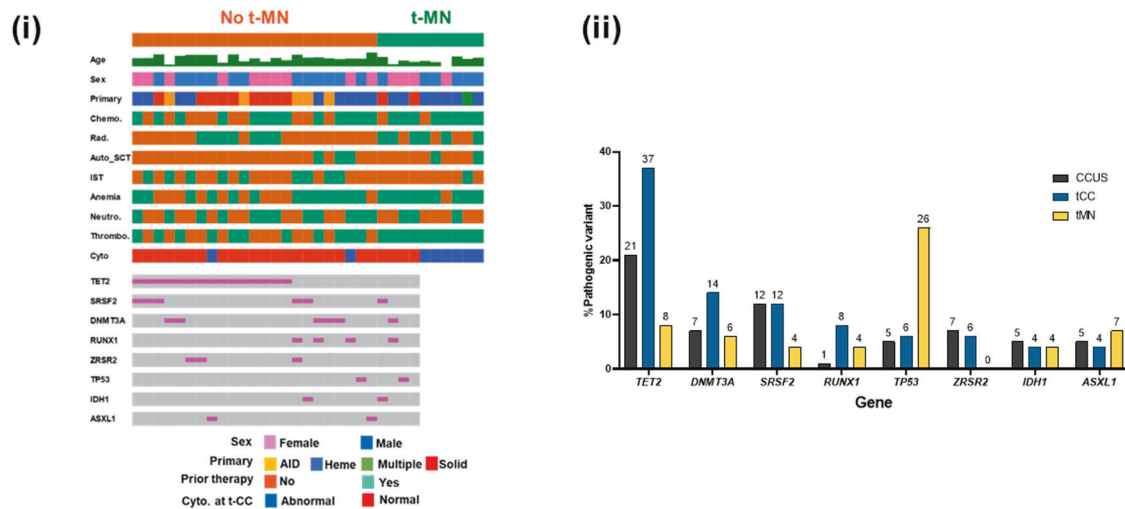 (i)
No t-MN
t-MN
Age
Sex
Primary
Chemo.
Rad.
Auto_SCT
IST
Anemia
Neutro.
Thrombo.
Cyto
TET2
SRSF2
DNMT3A
RUNX1
ZRSR2
TP53
IDH1
ASXL1
Sex Female Male
Primary AID Heme Multiple Solid
Prior therapy No Yes
Cyto. at t-CC Abnormal Normal
(ii)
%Pathogenic variant
40
30
20
10
0
21 37 8
7 14 6
12 12 4
1 8 4
5 6 26
7 6 0
5 4 4
5 4 7
CCUS
tCC
tMN
TET2 DNMT3A SRSF2 RUNX1 TP53 ZRSR2 IDH1 ASXL1
Gene